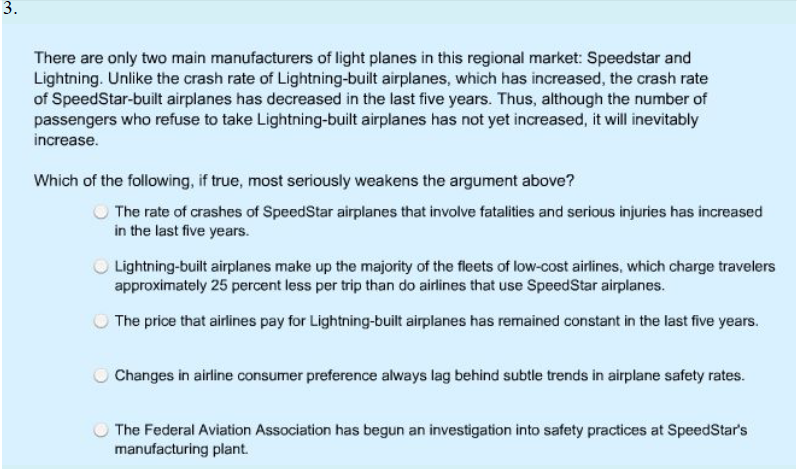 3.
There are only two main manufacturers of light planes in this regional market: Speedstar and
Lightning. Unlike the crash rate of Lightning-built airplanes, which has increased, the crash rate
of SpeedStar-built airplanes has decreased in the last five years. Thus, although the number of
passengers who refuse to take Lightning-built airplanes has not yet increased, it will inevitably
increase.
Which of the following, if true, most seriously weakens the argument above?
The rate of crashes of SpeedStar airplanes that involve fatalities and serious injuries has increased
in the last five years.
Lightning-built airplanes make up the majority of the fleets of low-cost airlines, which charge travelers
approximately 25 percent less per trip than do airlines that use SpeedStar airplanes.
The price that airlines pay for Lightning-built airplanes has remained constant in the last five years.
Changes in airline consumer preference always lag behind subtle trends in airplane safety rates.
The Federal Aviation Association has begun an investigation into safety practices at SpeedStar's
manufacturing plant.